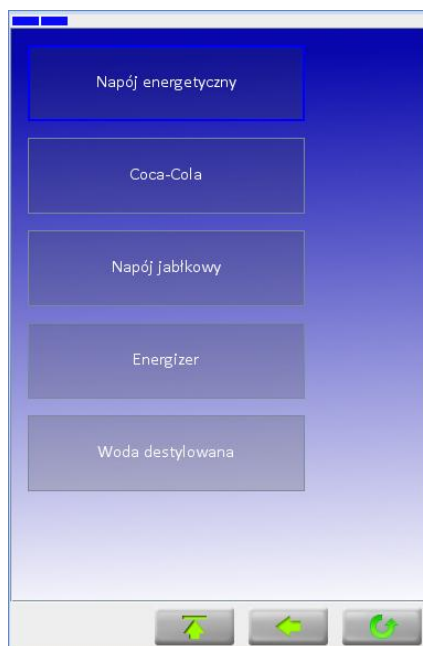 Napój energetyczny
Coca-Cola
Napój jabłkowy
Energizer
Woda destylowana